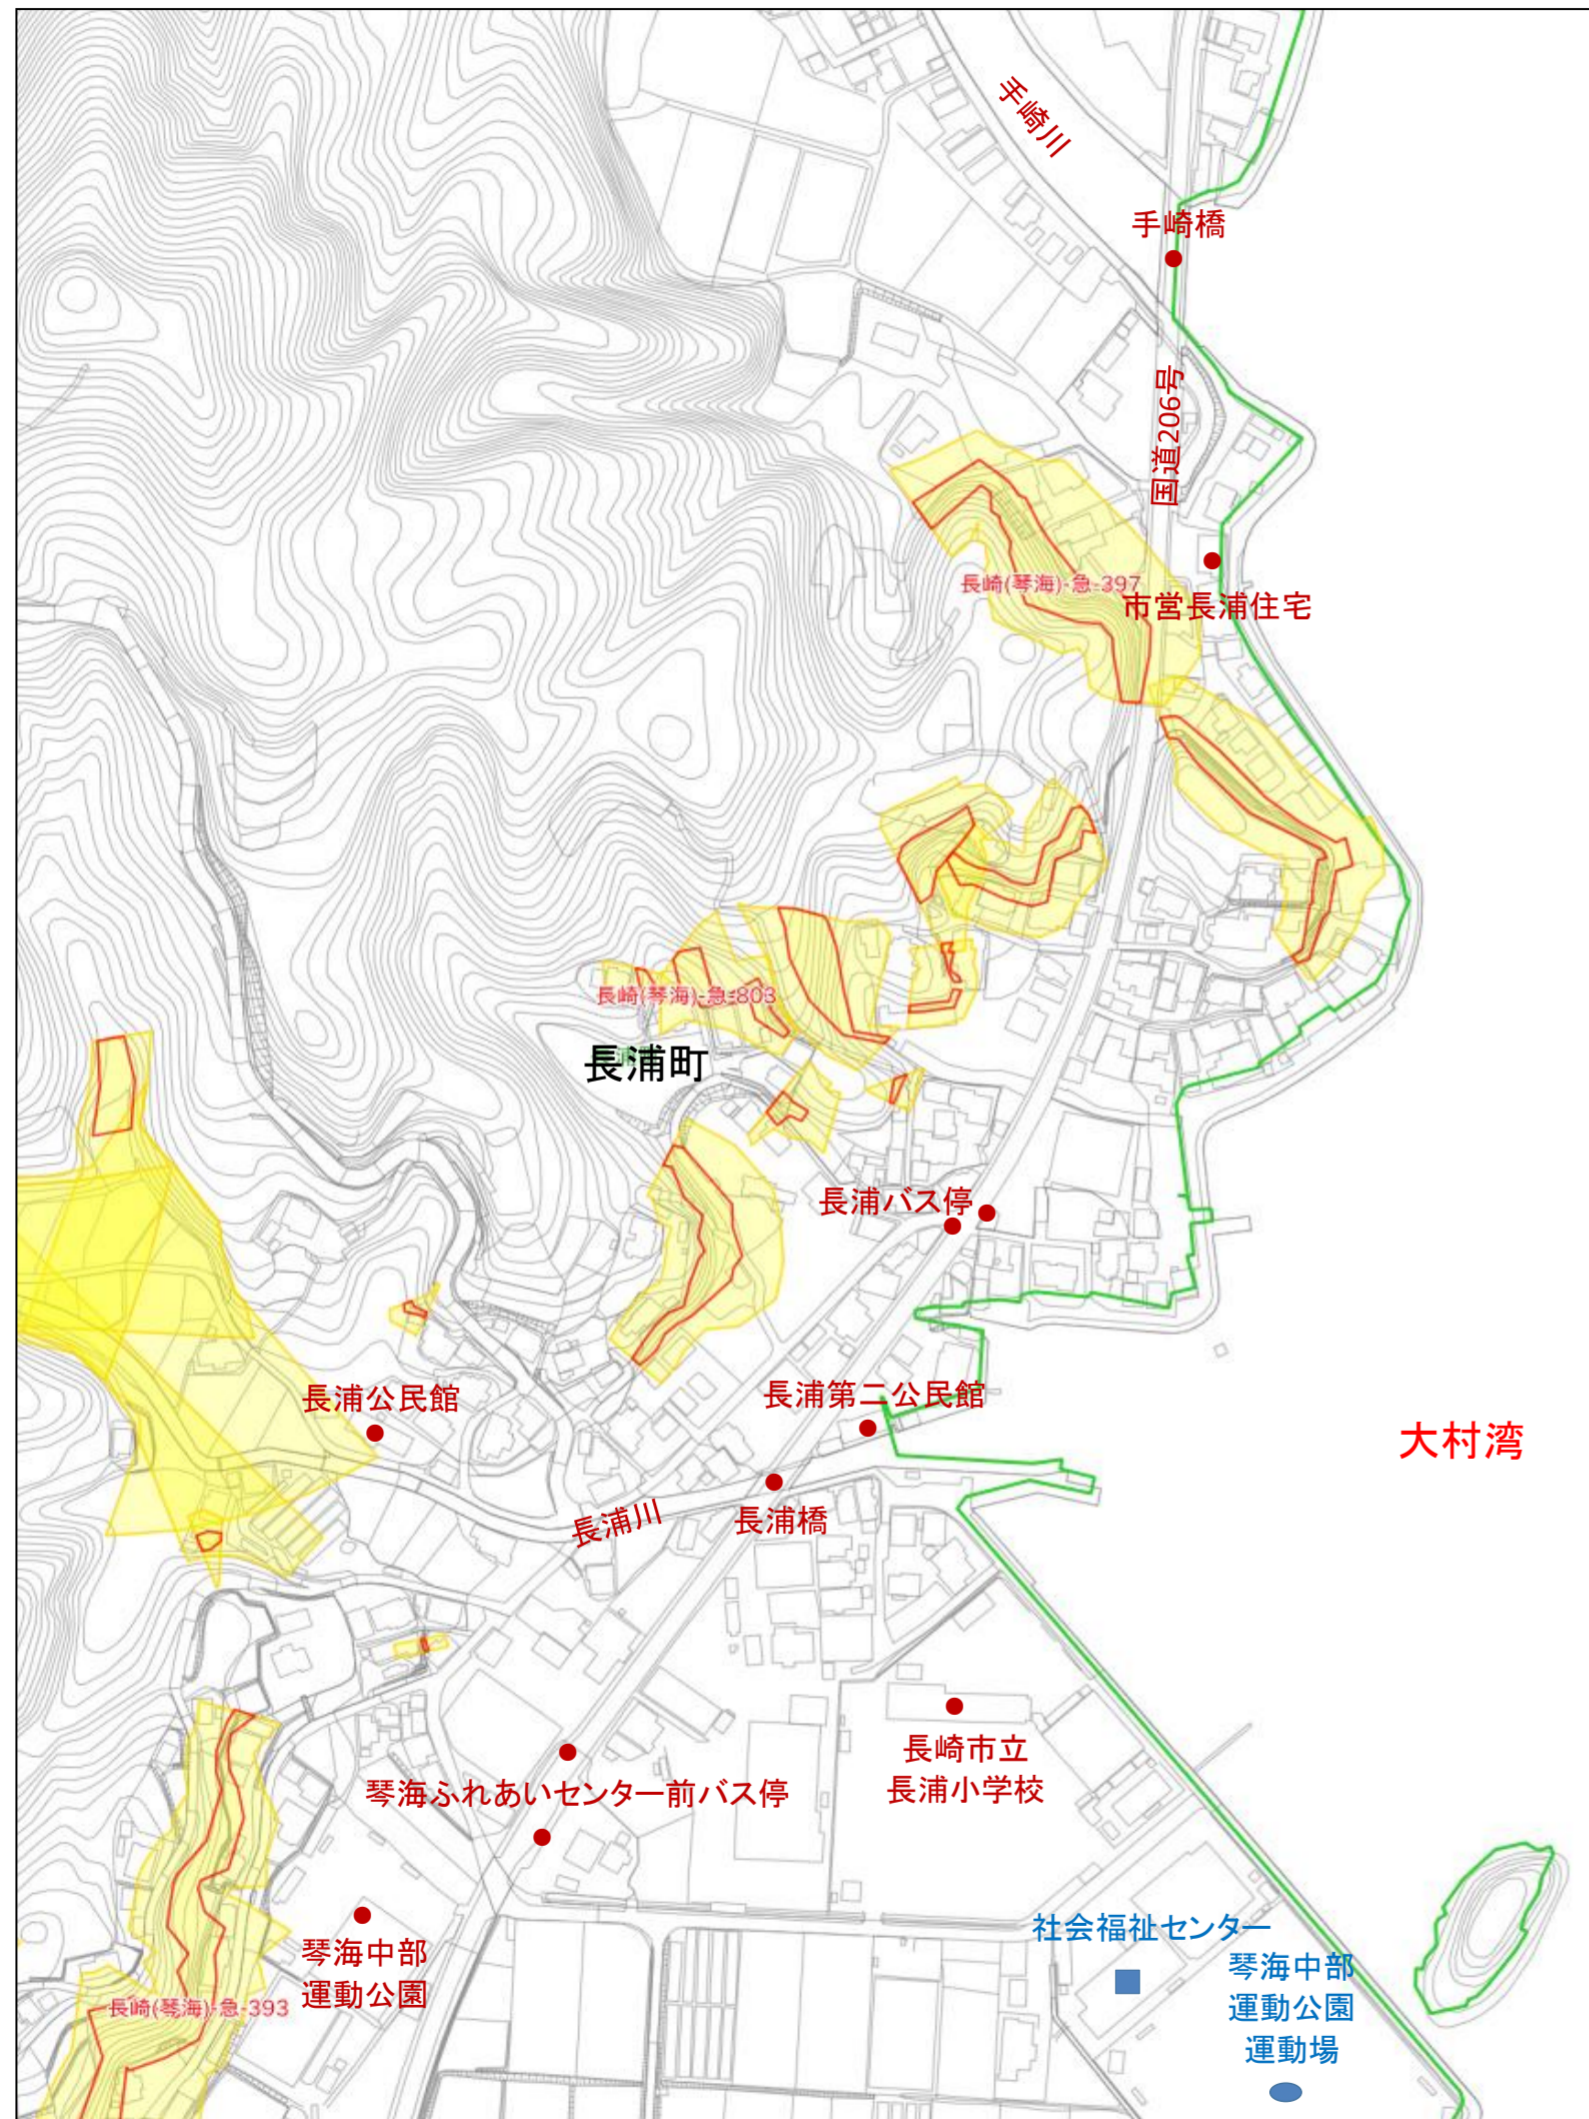 手崎川
手崎橋
国道206号
長崎(琴海)-急-397
市営長浦住宅
長崎(琴海)-急-803
長浦町
長浦バス停
長浦公民館
長浦第二公民館
大村湾
長浦川
長浦橋
長崎市立
長浦小学校
琴海ふれあいセンター前バス停
社会福祉センター
琴海中部
運動公園
琴海中部
運動公園
運動場
長崎(琴海)-急-393